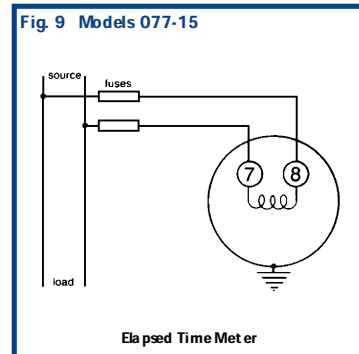 Fig. 9 Models 077-15
source
fuses
7 8
load
Elapsed Time Meter